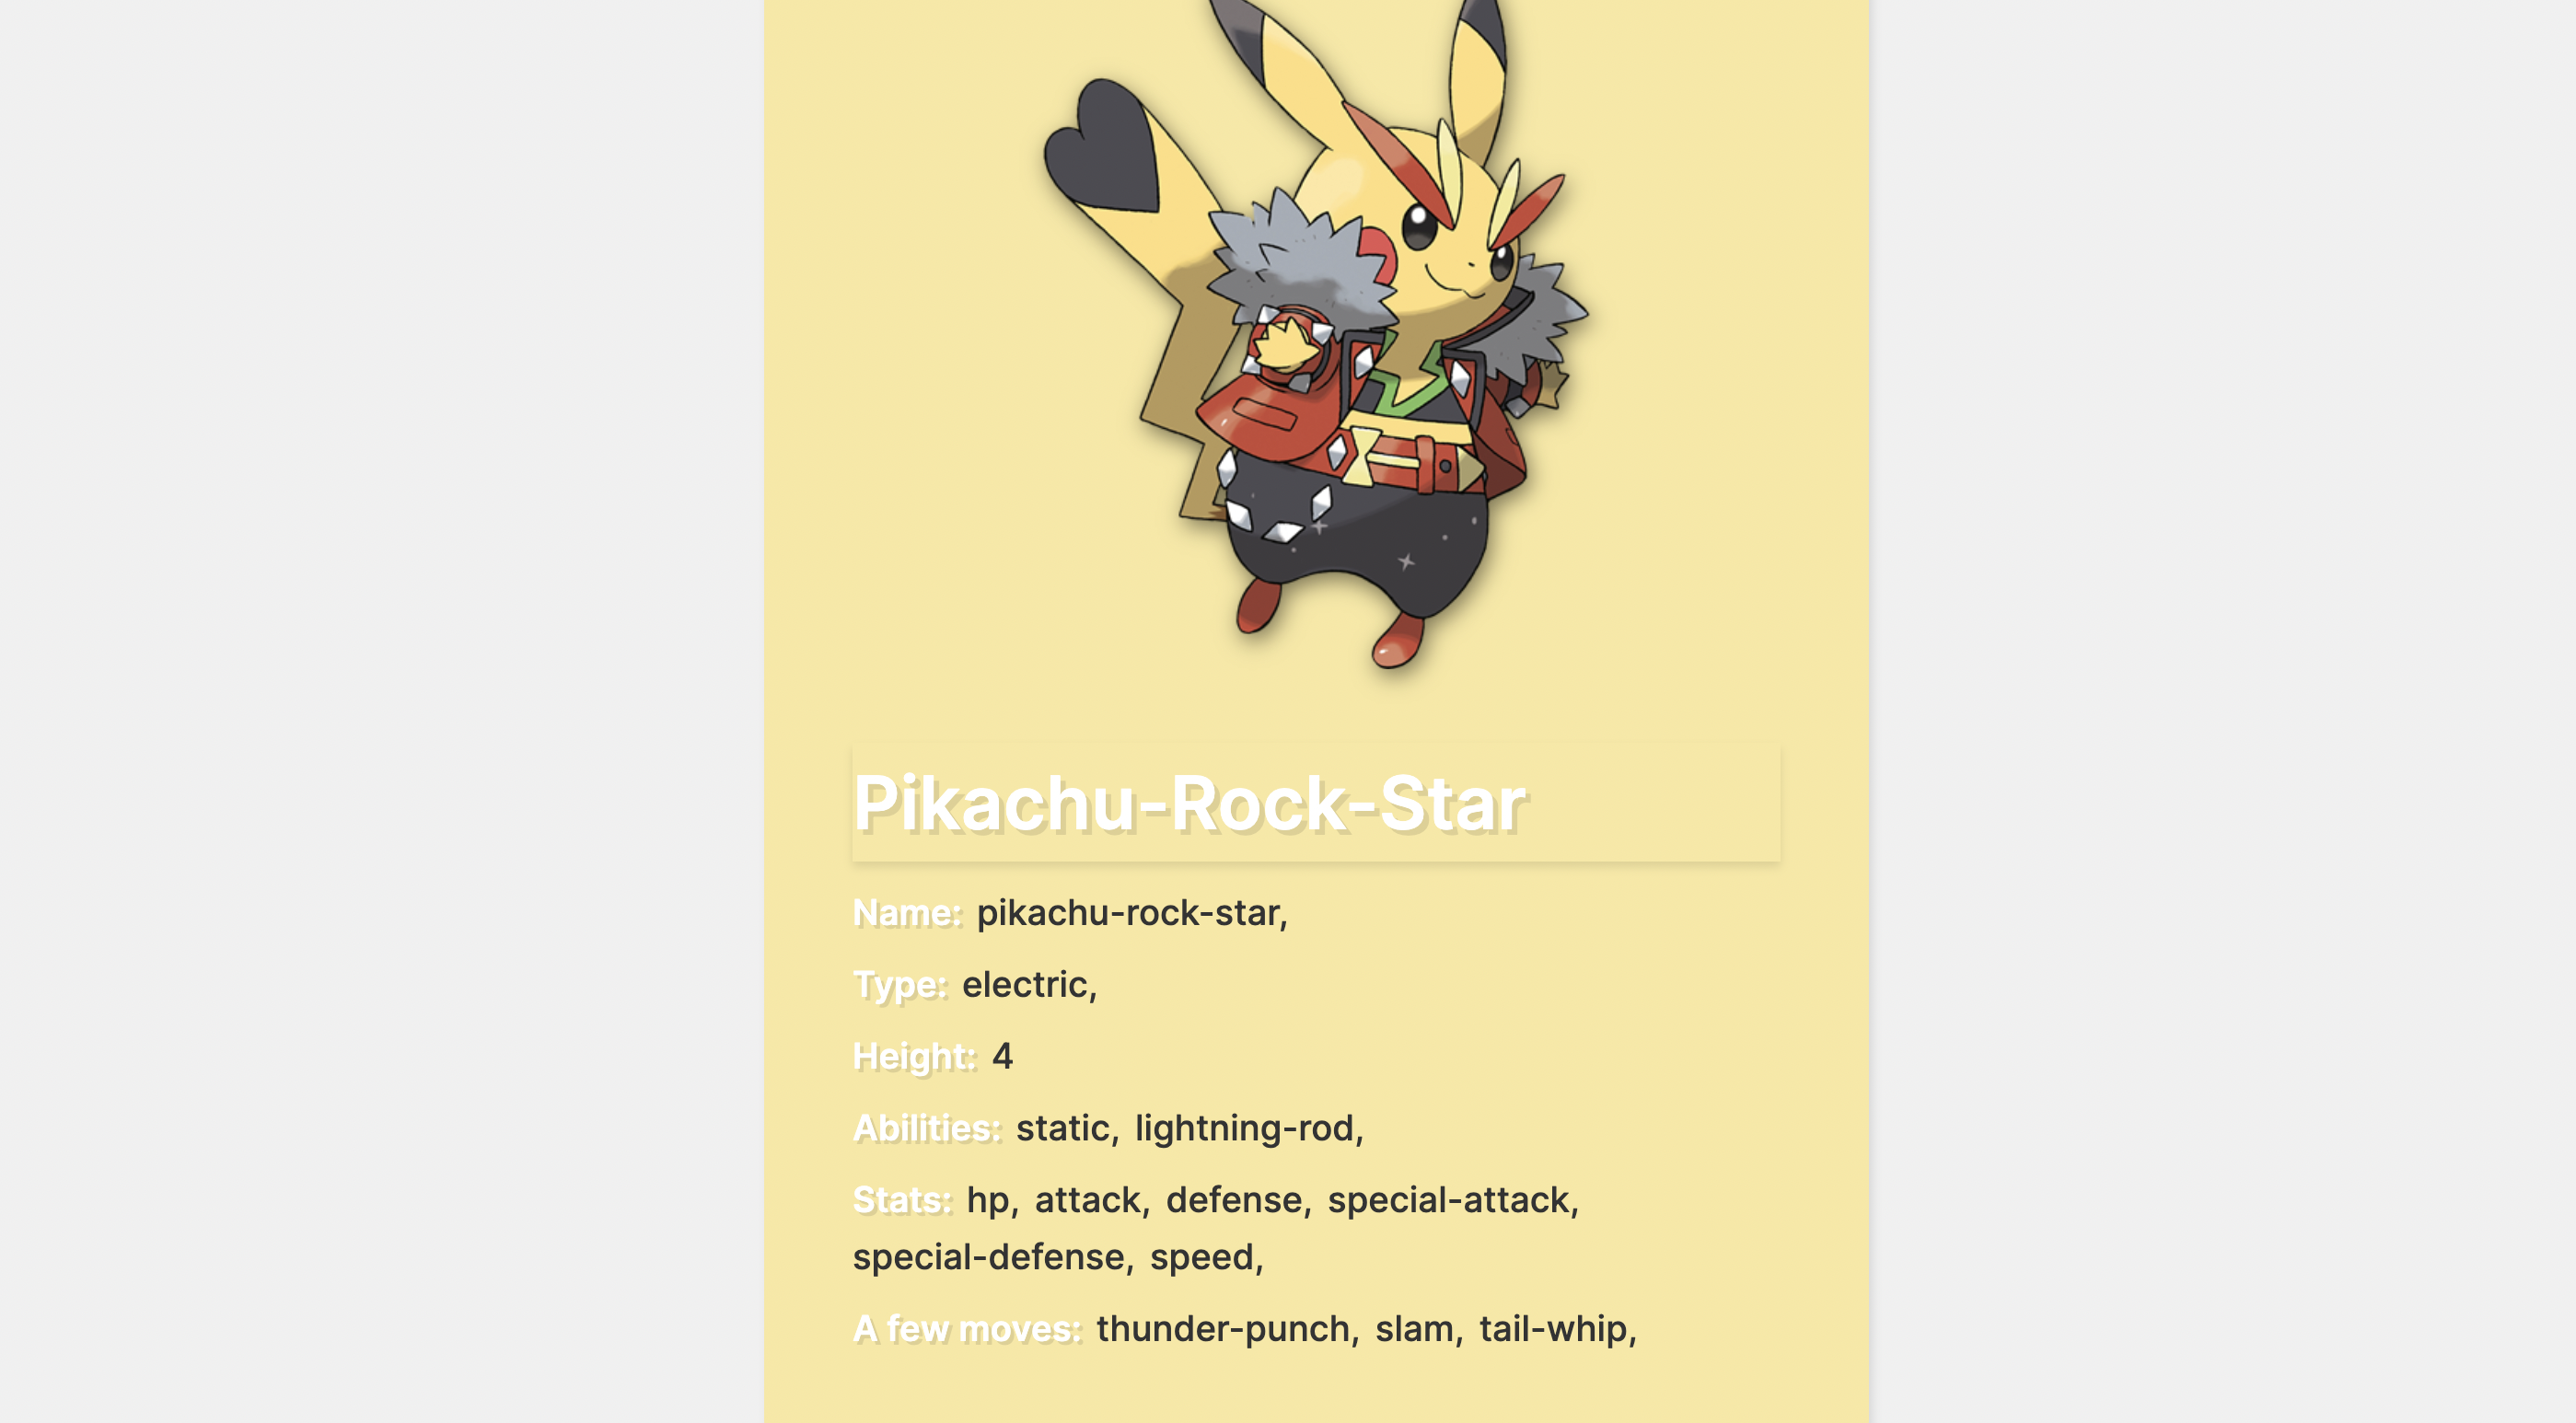 Pikachu-Rock-Star
Name: pikachu-rock-star,
Type: electric,
Height: 4
Abilities: static, lightning-rod,
Stats: hp, attack, defense, special-attack,
special-defense, speed,
A few moves: thunder-punch, slam, tail-whip,